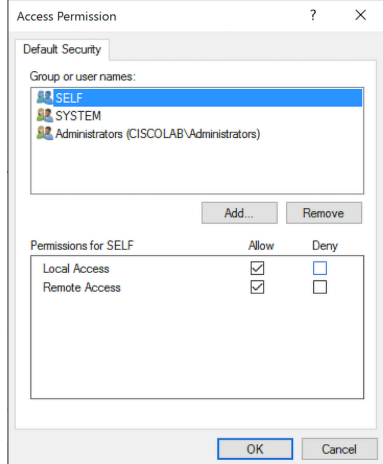 Access Permission ? ×
Default Security
Group or user names:
SELF
SYSTEM
Administrators (CISCOLAB\Administrators)
Add... Remove
Permissions for SELF Allow Deny
Local Access
Remote Access
OK Cancel